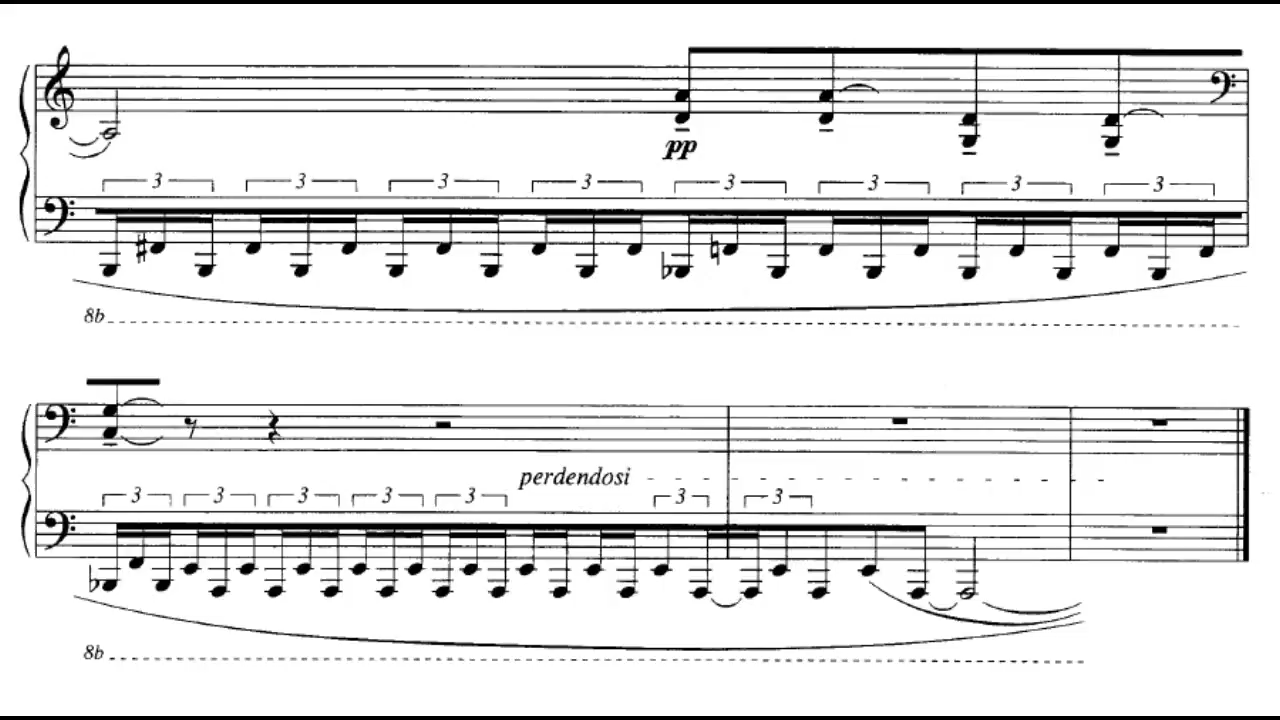 pp
3 3 3 3 3 3 3 3
8b
perdendosi
3 3 3 3 3 3 3
8b